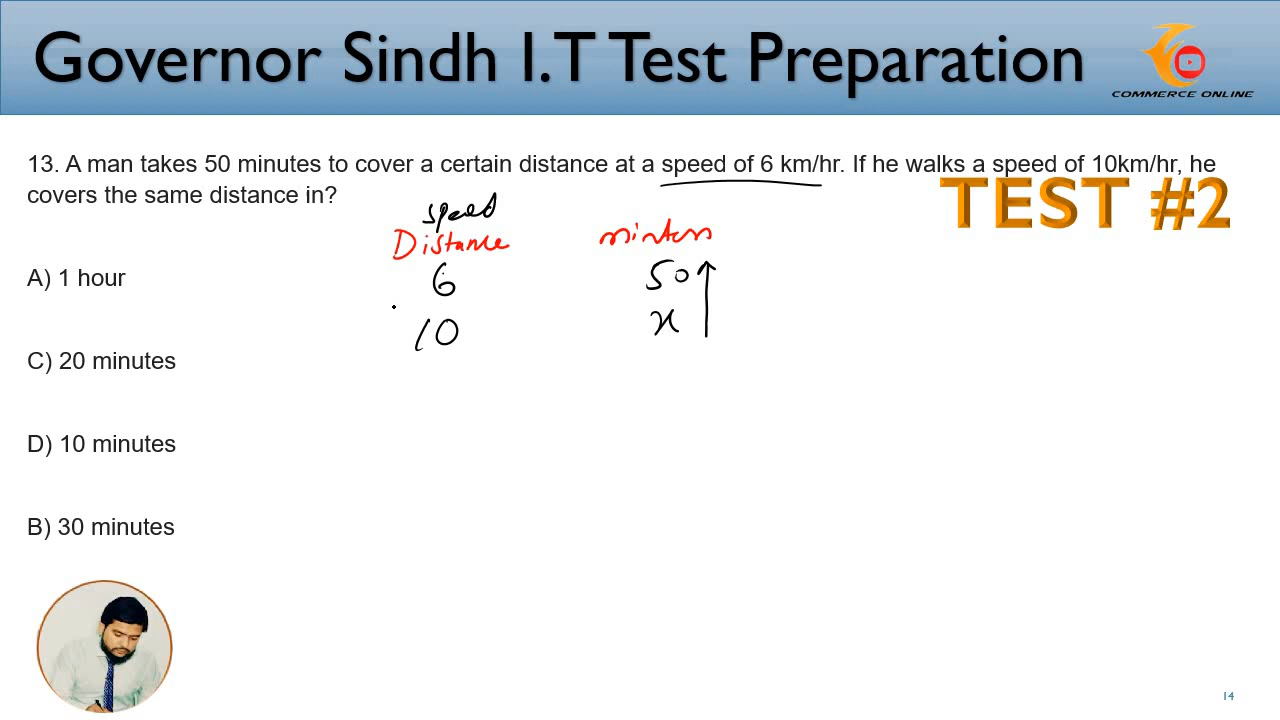 Governor Sindh I.T Test Preparation
COMMERCE ONLINE
13. A man takes 50 minutes to cover a certain distance at a speed of 6 km/hr. If he walks a speed of 10km/hr, he
covers the same distance in?
TEST #2
speed
Distance
6 50
10 x
A) 1 hour
C) 20 minutes
D) 10 minutes
B) 30 minutes
14